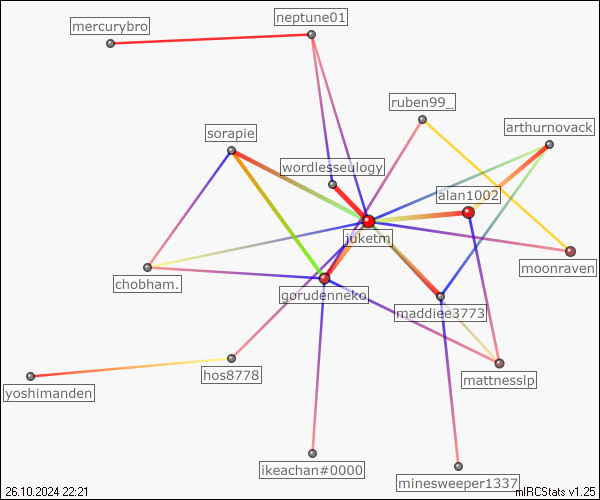 neptune01
mercurybro
ruben99_
arthurnovack
sorapie
wordlesseulogy
alan1002
juketm
moonraven
chobham.
gorudenneko
maddiee3773
hos8778
mattnesslp
yoshimanden
ikeachan#0000
minesweeper1337
26.10.2024 22:21
mIRCStats v1.25